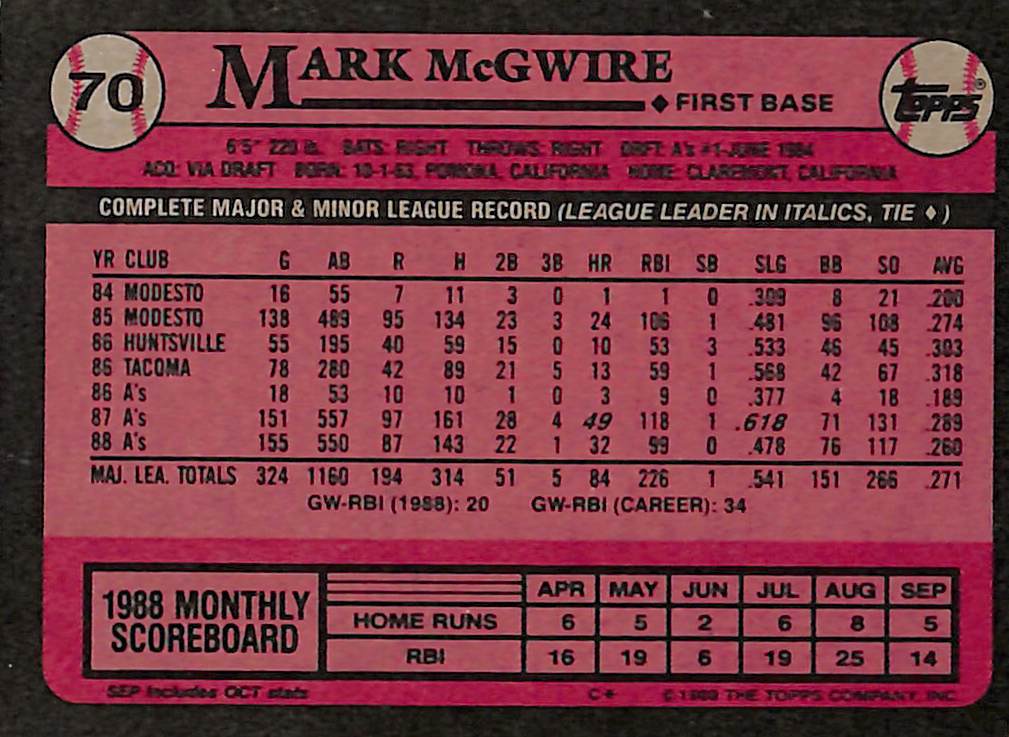 70 MARK McGWIRE
◆ FIRST BASE
TOPPS®
6'5" 220 lb. BATS: RIGHT THROWS: RIGHT DRFT: A's #1-JUNE 1984
ACQ: VIA DRAFT BORN: 10-1-63, POMONA, CALIFORNIA HOME: CLAREMONT, CALIFORNIA
COMPLETE MAJOR & MINOR LEAGUE RECORD (LEAGUE LEADER IN ITALICS, TIE ♦)
YR CLUB G AB R H 2B 3B HR RBI SB SLG BB SO AVG
84 MODESTO 16 55 7 11 3 0 1 1 0 .309 8 21 .200
85 MODESTO 138 489 95 134 23 3 24 106 1 .481 96 108 .274
86 HUNTSVILLE 55 195 40 59 15 0 10 53 3 .533 46 45 .303
86 TACOMA 78 280 42 89 21 5 13 59 1 .568 42 67 .318
86 A's 18 53 10 10 1 0 3 9 0 .377 4 18 .189
87 A's 151 557 97 161 28 4 49 118 1 .618 71 131 .289
88 A's 155 550 87 143 22 1 32 99 0 .478 76 117 .260
MAJ. LEA. TOTALS 324 1160 194 314 51 5 84 226 1 .541 151 266 .271
GW-RBI (1988): 20 GW-RBI (CAREER): 34
1988 MONTHLY
SCOREBOARD
APR MAY JUN JUL AUG SEP
HOME RUNS 6 5 2 6 8 5
RBI 16 19 6 19 25 14
SEP Includes OCT stats C* ©1989 THE TOPPS COMPANY, INC.